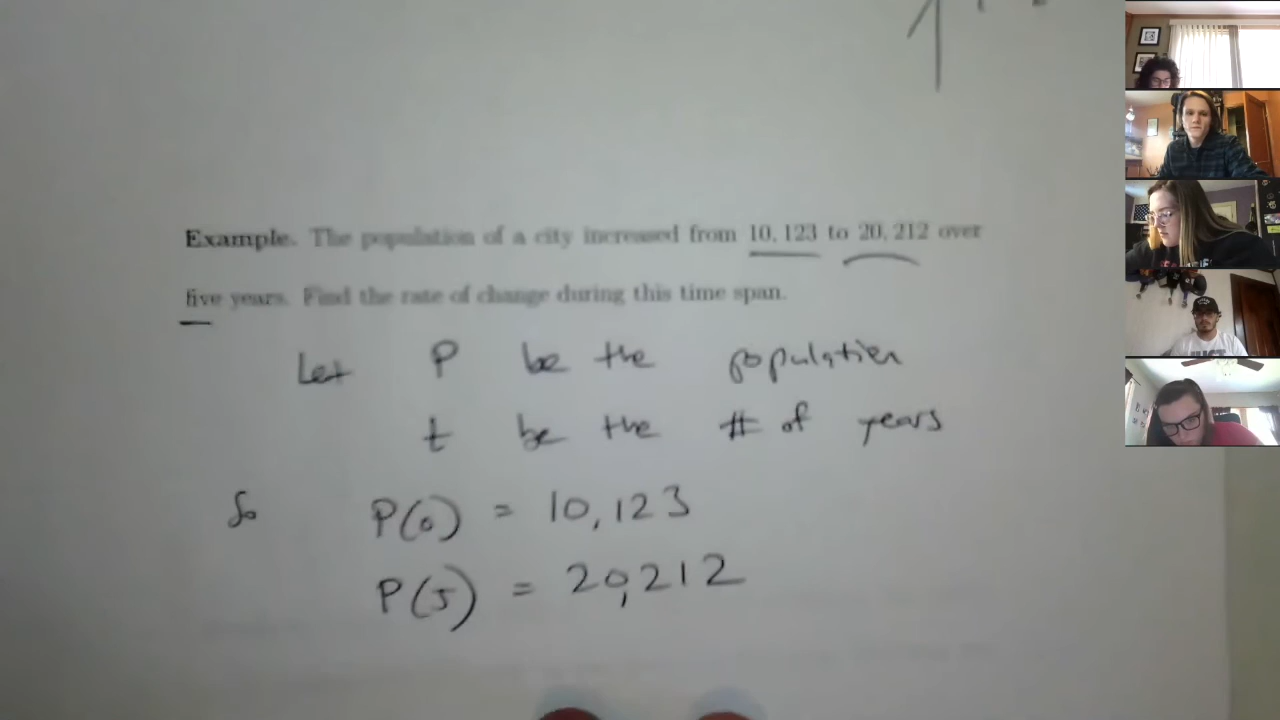 Example. The population of a city increased from 10, 123 to 20, 212 over
five years. Find the rate of change during this time span.
Let P be the population
t be the # of years
So P(0) = 10,123
P(5) = 20,212